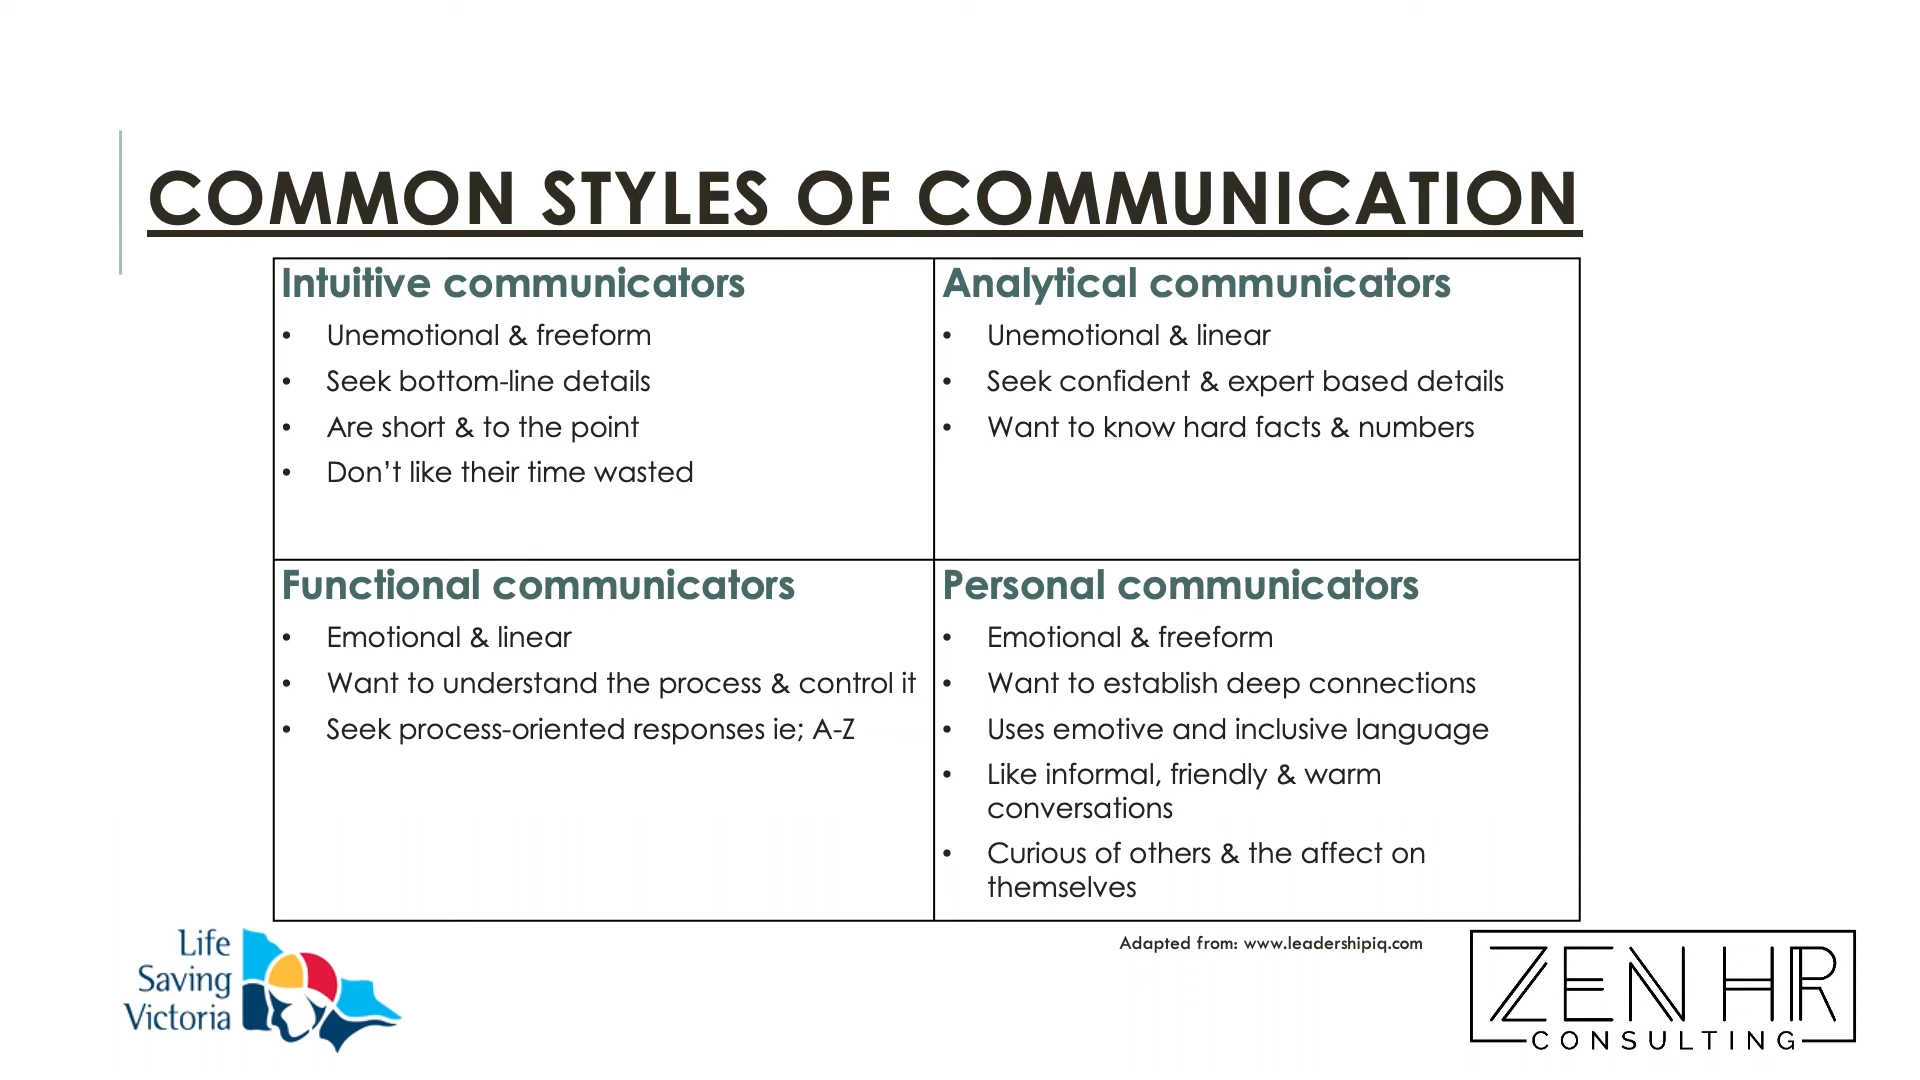 COMMON STYLES OF COMMUNICATION
Intuitive communicators
• Unemotional & freeform
• Seek bottom-line details
• Are short & to the point
• Don’t like their time wasted
Analytical communicators
• Unemotional & linear
• Seek confident & expert based details
• Want to know hard facts & numbers
Functional communicators
• Emotional & linear
• Want to understand the process & control it
• Seek process-oriented responses ie; A-Z
Personal communicators
• Emotional & freeform
• Want to establish deep connections
• Uses emotive and inclusive language
• Like informal, friendly & warm
conversations
• Curious of others & the affect on
themselves
Life
Saving
Victoria
Adapted from: www.leadershipiq.com
ZEN HR
CONSULTING